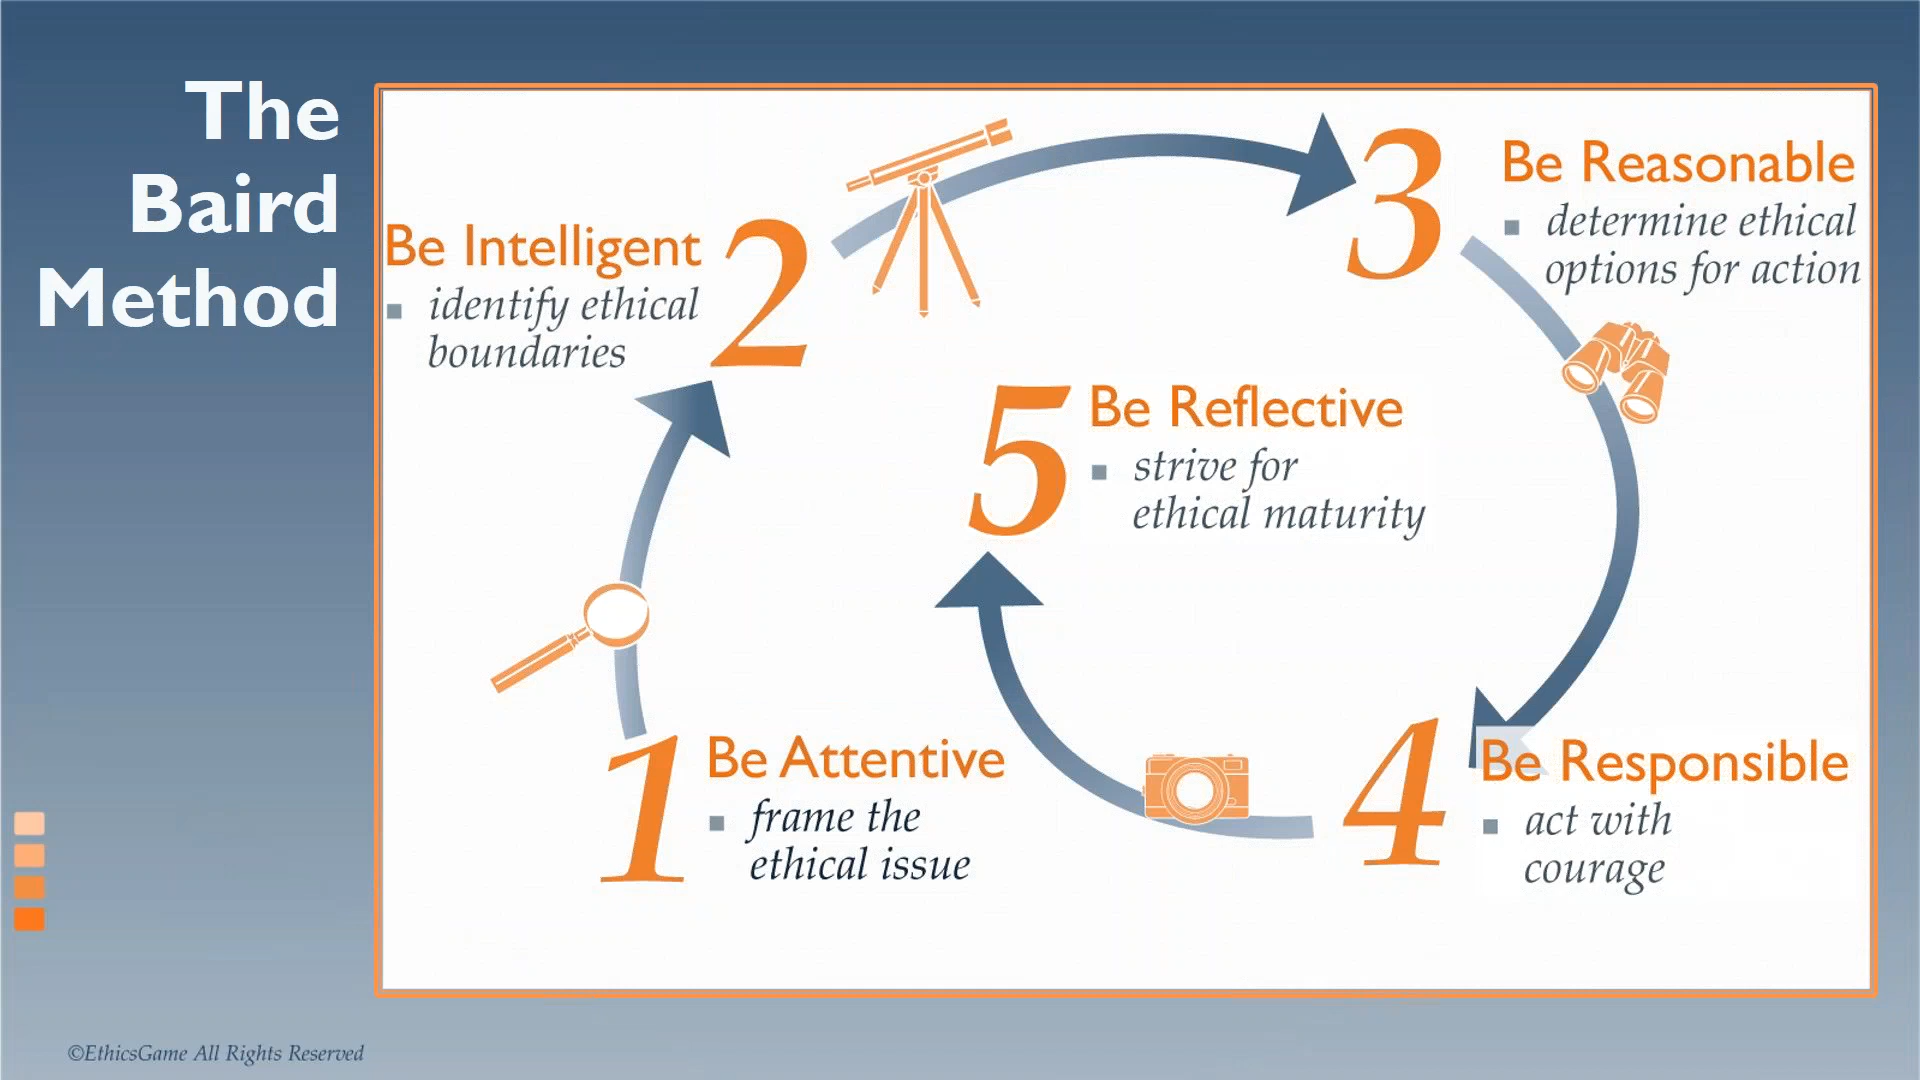 The
Baird
Method
1
Be Attentive
▪ frame the
ethical issue
2
Be Intelligent
▪ identify ethical
boundaries
3
Be Reasonable
▪ determine ethical
options for action
4
Be Responsible
▪ act with
courage
5
Be Reflective
▪ strive for
ethical maturity
©EthicsGame All Rights Reserved